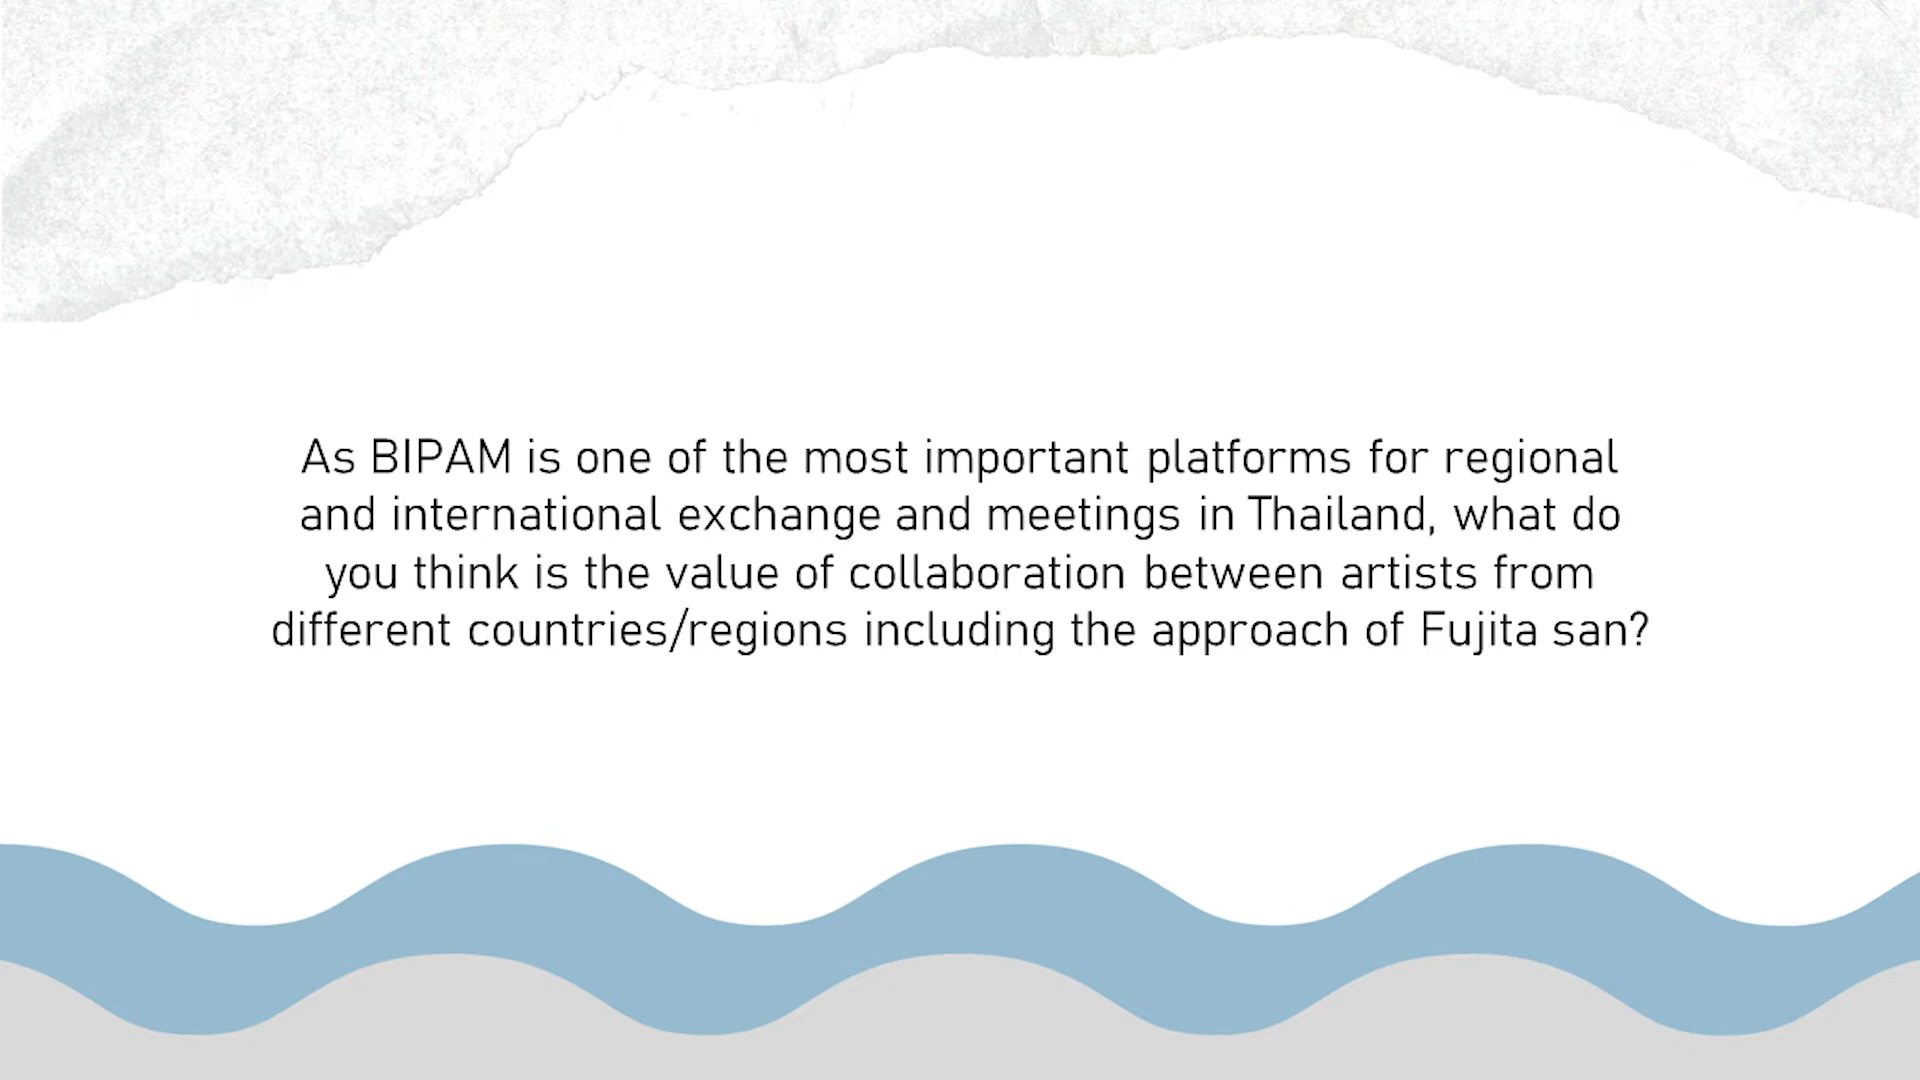 As BIPAM is one of the most important platforms for regional
and international exchange and meetings in Thailand, what do
you think is the value of collaboration between artists from
different countries/regions including the approach of Fujita san?